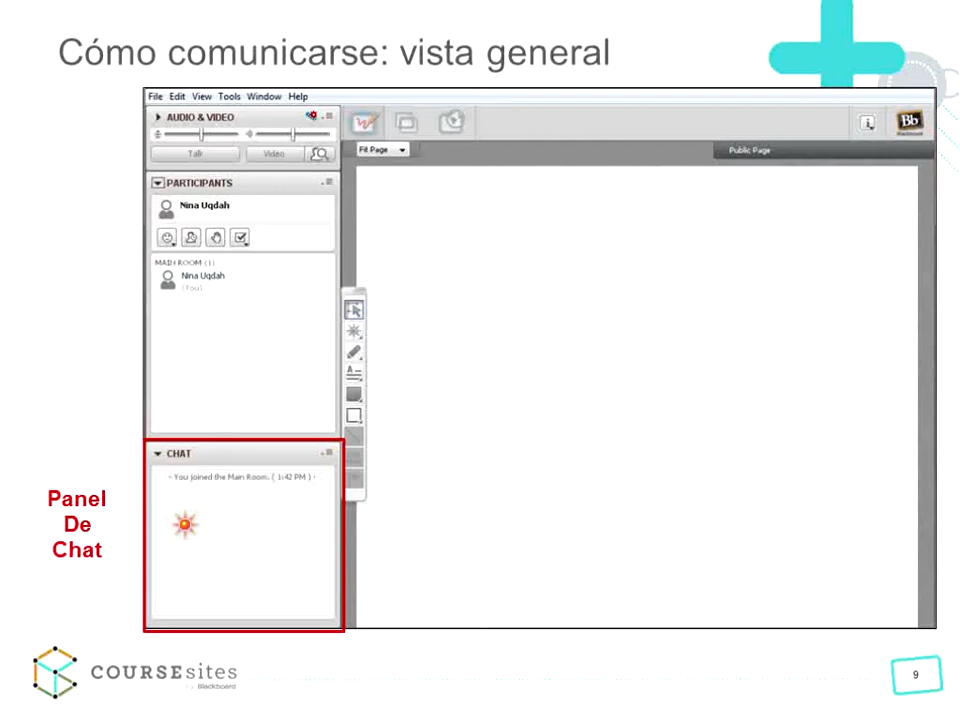 Cómo comunicarse: vista general
File Edit View Tools Window Help
AUDIO & VIDEO
Talk Video
Fit Page
Public Page
Bb
Blackboard
PARTICIPANTS
Nina Uqdah
MAIN ROOM (1)
Nina Uqdah
(You)
CHAT
- You joined the Main Room. ( 1:42 PM ) -
Panel
De
Chat
COURSEsites
by Blackboard
9